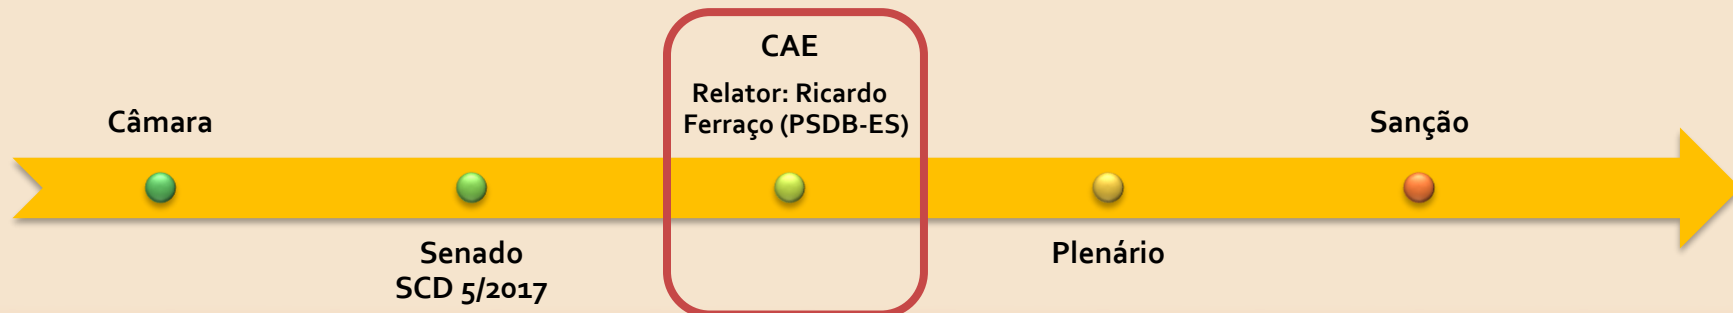 Câmara
Senado
SCD 5/2017
CAE
Relator: Ricardo
Ferraço (PSDB-ES)
Plenário
Sanção